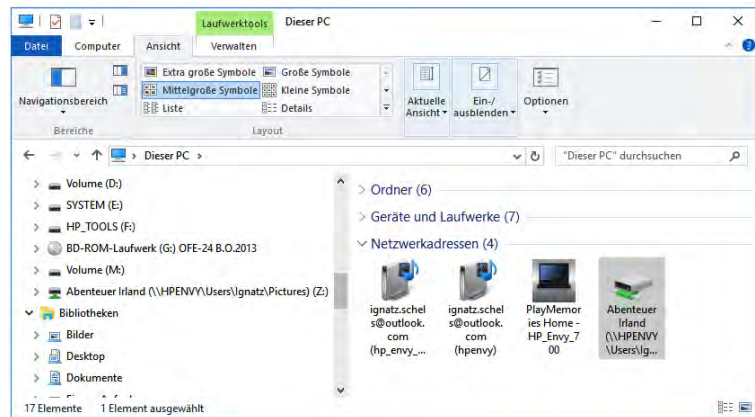 Laufwerktools Dieser PC
Datei Computer Ansicht Verwalten
Extra große Symbole Große Symbole
Mittelgroße Symbole Kleine Symbole
Liste Details
Navigationsbereich
Aktuelle Ansicht
Ein-/ ausblenden
Optionen
Bereiche Layout
Dieser PC
"Dieser PC" durchsuchen
Volume (D:)
SYSTEM (E:)
HP_TOOLS (F:)
BD-ROM-Laufwerk (G:) OFE-24 B.O.2013
Volume (M:)
Abenteuer Irland (\\HPENVY\Users\Ignatz\Pictures) (Z:)
Bibliotheken
Bilder
Desktop
Dokumente
Ordner (6)
Geräte und Laufwerke (7)
Netzwerkadressen (4)
ignatz.schel
s@outlook.
com
(hp_envy_...
ignatz.schel
s@outlook.
com
(hpenvy)
PlayMemor
ies Home -
HP_Envy_7
00
Abenteuer
Irland
(\\HPENVY
\Users\Ig...
17 Elemente 1 Element ausgewählt